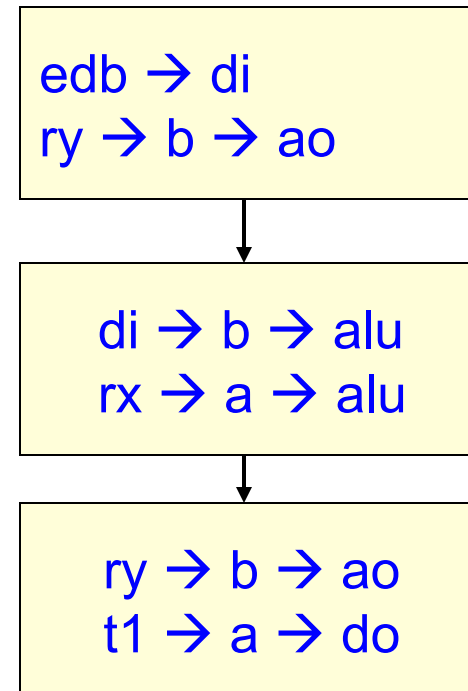 edb → di
ry → b → ao
di → b → alu
rx → a → alu
ry → b → ao
t1 → a → do